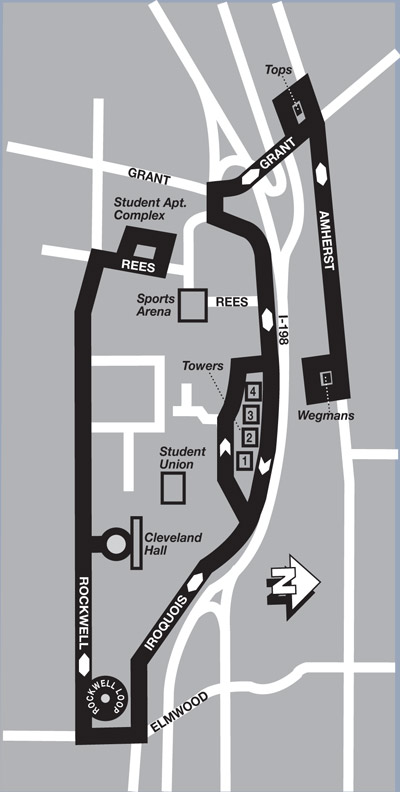 Tops
GRANT
GRANT
Student Apt.
Complex
AMHERST
REES
Sports
Arena
REES
I-198
Towers
4
3
2
1
Wegmans
Student
Union
Cleveland
Hall
N
ROCKWELL
IROQUOIS
ROCKWELL LOOP
ELMWOOD